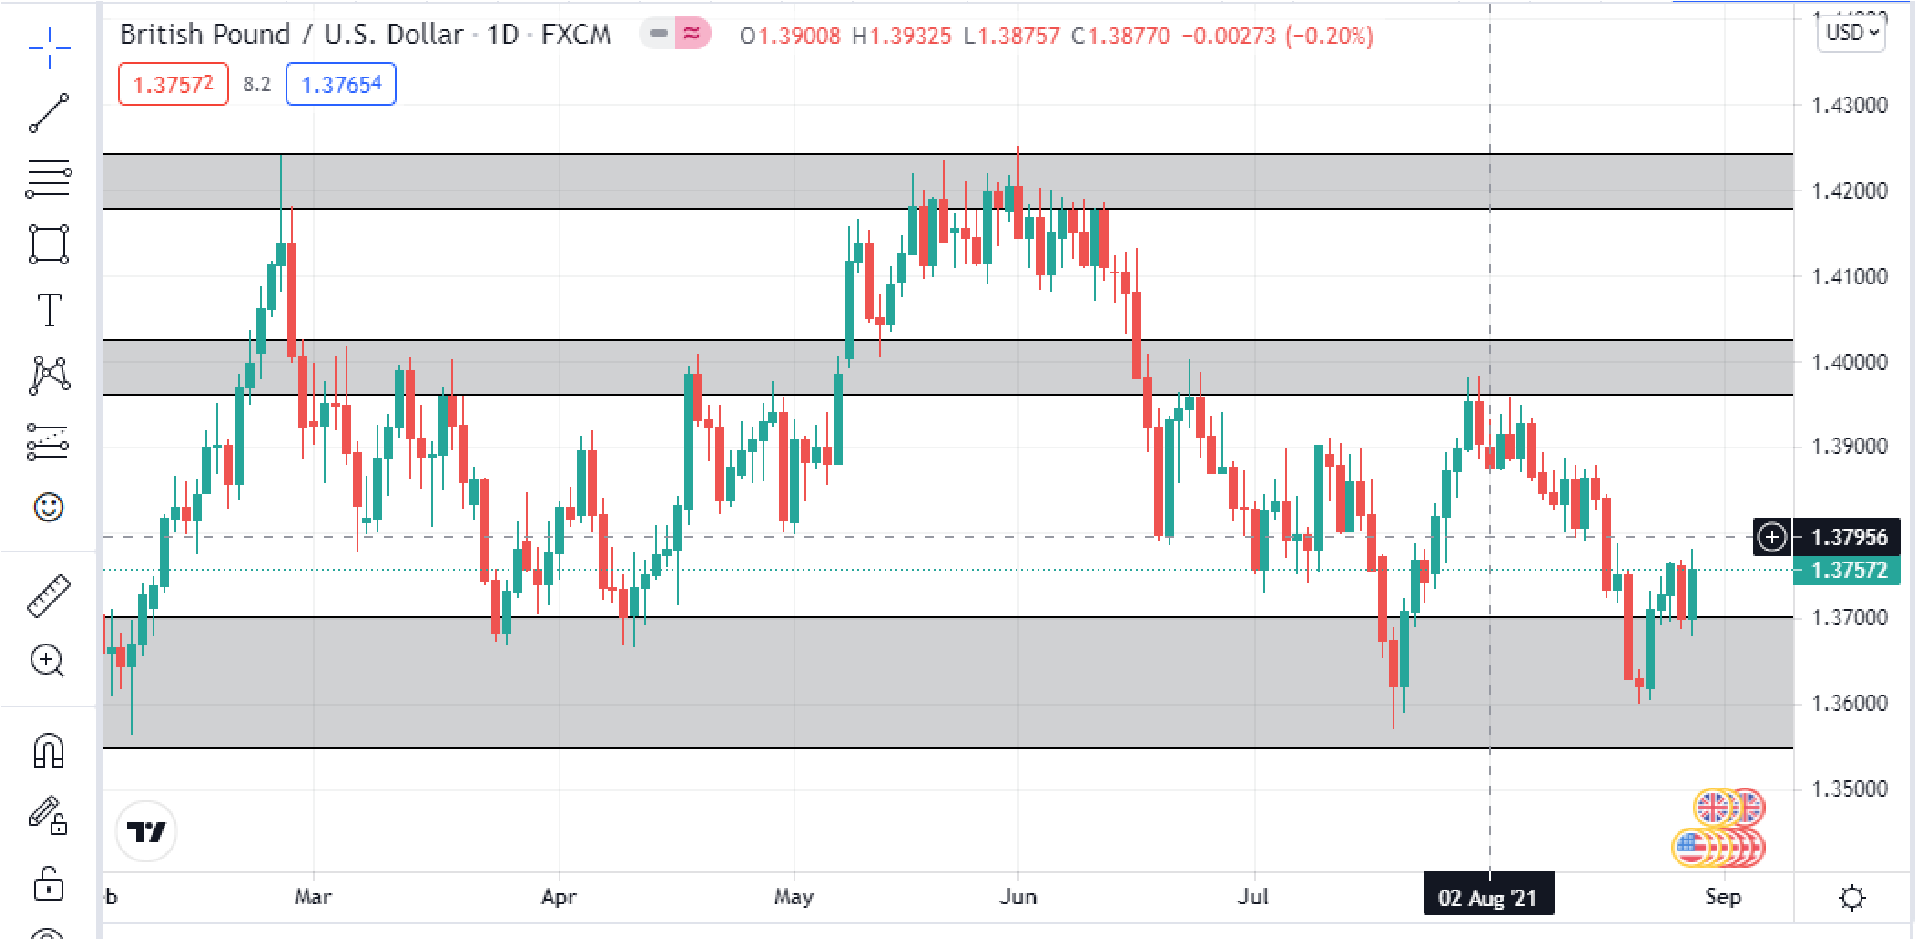 British Pound / U.S. Dollar · 1D · FXCM O1.39008 H1.39325 L1.38757 C1.38770 −0.00273 (−0.20%)
USD
1.37572 8.2 1.37654
1.43000
1.42000
1.41000
1.40000
1.39000
1.37956
1.37572
1.37000
1.36000
1.35000
Mar Apr May Jun Jul 02 Aug '21 Sep